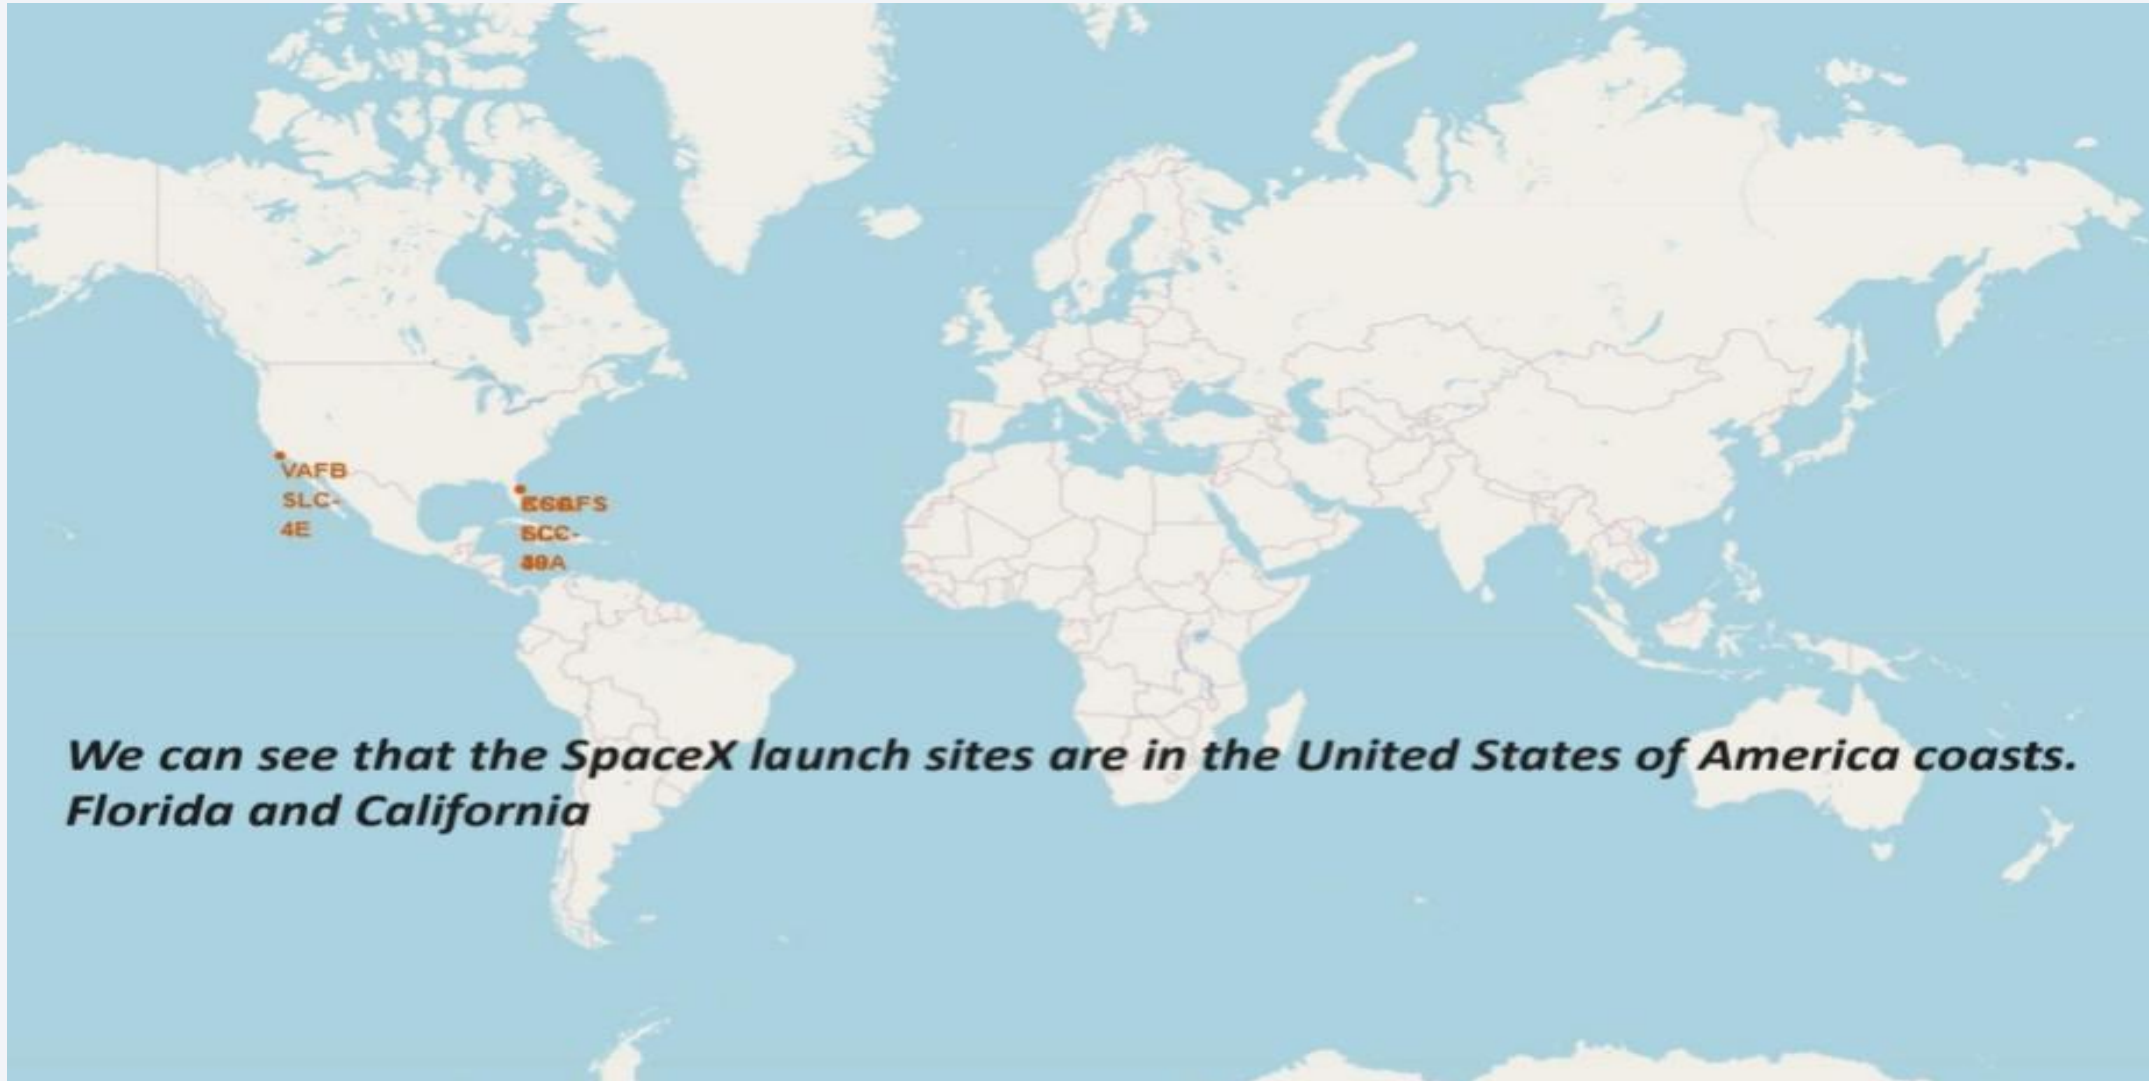 VAFB
SLC-
4E
We can see that the SpaceX launch sites are in the United States of America coasts.
Florida and California